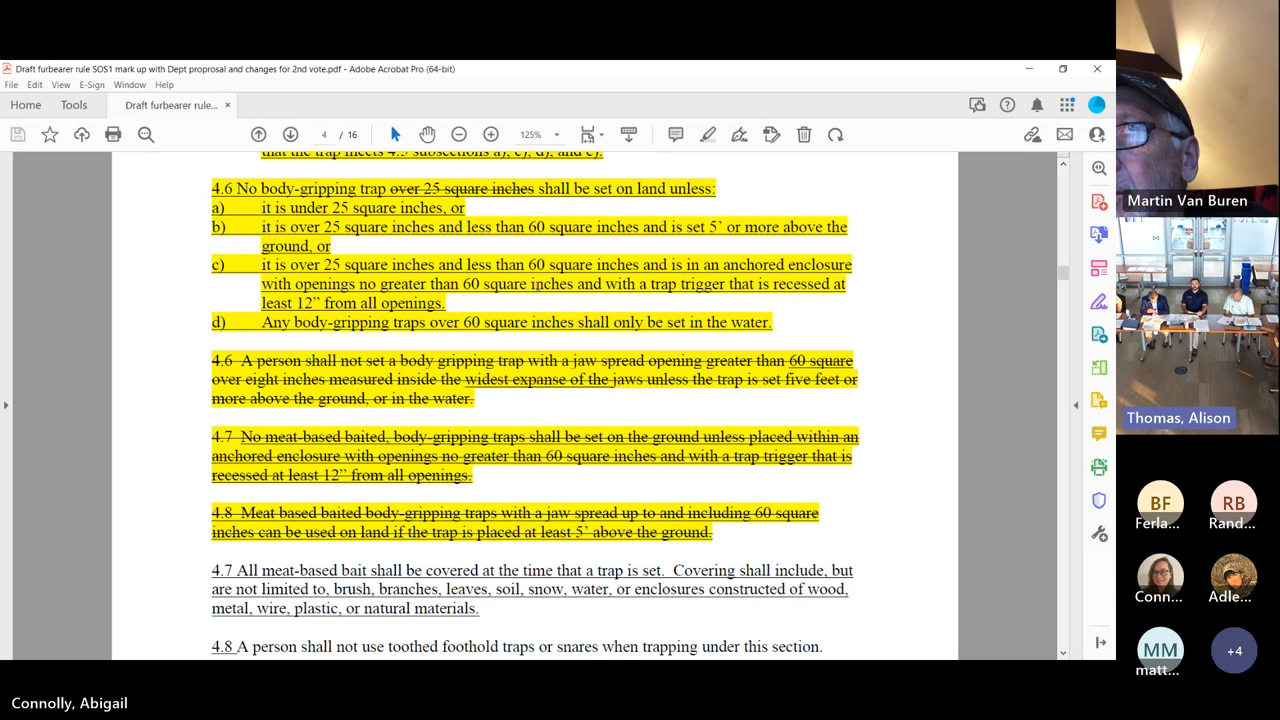 Draft furbearer rule SOS1 mark up with Dept proprosal and changes for 2nd vote.pdf - Adobe Acrobat Pro (64-bit)
File Edit View E-Sign Window Help
Home Tools Draft furbearer rule... ×
4 / 16 125%
that the trap meets 4.5 subsections a), c), d), and e).
4.6 No body-gripping trap over 25 square inches shall be set on land unless:
a) it is under 25 square inches, or
b) it is over 25 square inches and less than 60 square inches and is set 5’ or more above the
ground, or
c) it is over 25 square inches and less than 60 square inches and is in an anchored enclosure
with openings no greater than 60 square inches and with a trap trigger that is recessed at
least 12” from all openings.
d) Any body-gripping traps over 60 square inches shall only be set in the water.
4.6 A person shall not set a body gripping trap with a jaw spread opening greater than 60 square
over eight inches measured inside the widest expanse of the jaws unless the trap is set five feet or
more above the ground, or in the water.
4.7 No meat-based baited, body-gripping traps shall be set on the ground unless placed within an
anchored enclosure with openings no greater than 60 square inches and with a trap trigger that is
recessed at least 12” from all openings.
4.8 Meat based baited body-gripping traps with a jaw spread up to and including 60 square
inches can be used on land if the trap is placed at least 5’ above the ground.
4.7 All meat-based bait shall be covered at the time that a trap is set. Covering shall include, but
are not limited to, brush, branches, leaves, soil, snow, water, or enclosures constructed of wood,
metal, wire, plastic, or natural materials.
4.8 A person shall not use toothed foothold traps or snares when trapping under this section.
Martin Van Buren
Thomas, Alison
BF RB
Ferla... Rand...
Conn... Adle...
MM +4
matt...
Connolly, Abigail